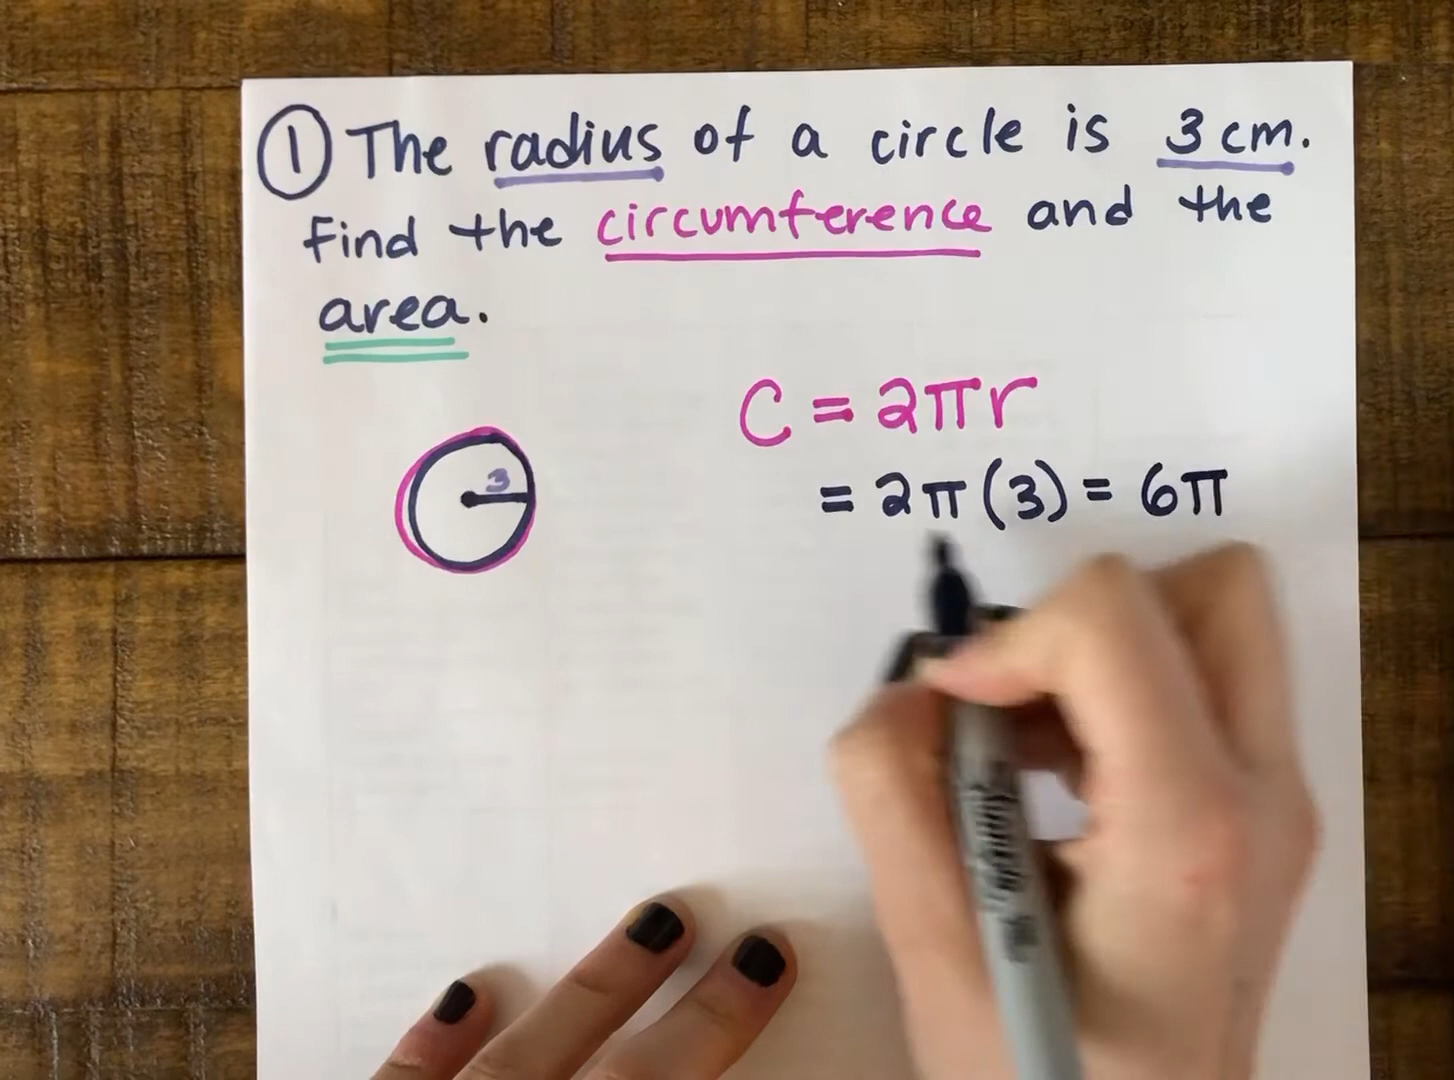 ① The radius of a circle is 3 cm.
Find the circumference and the
area.
C = 2πr
3
= 2π(3) = 6π